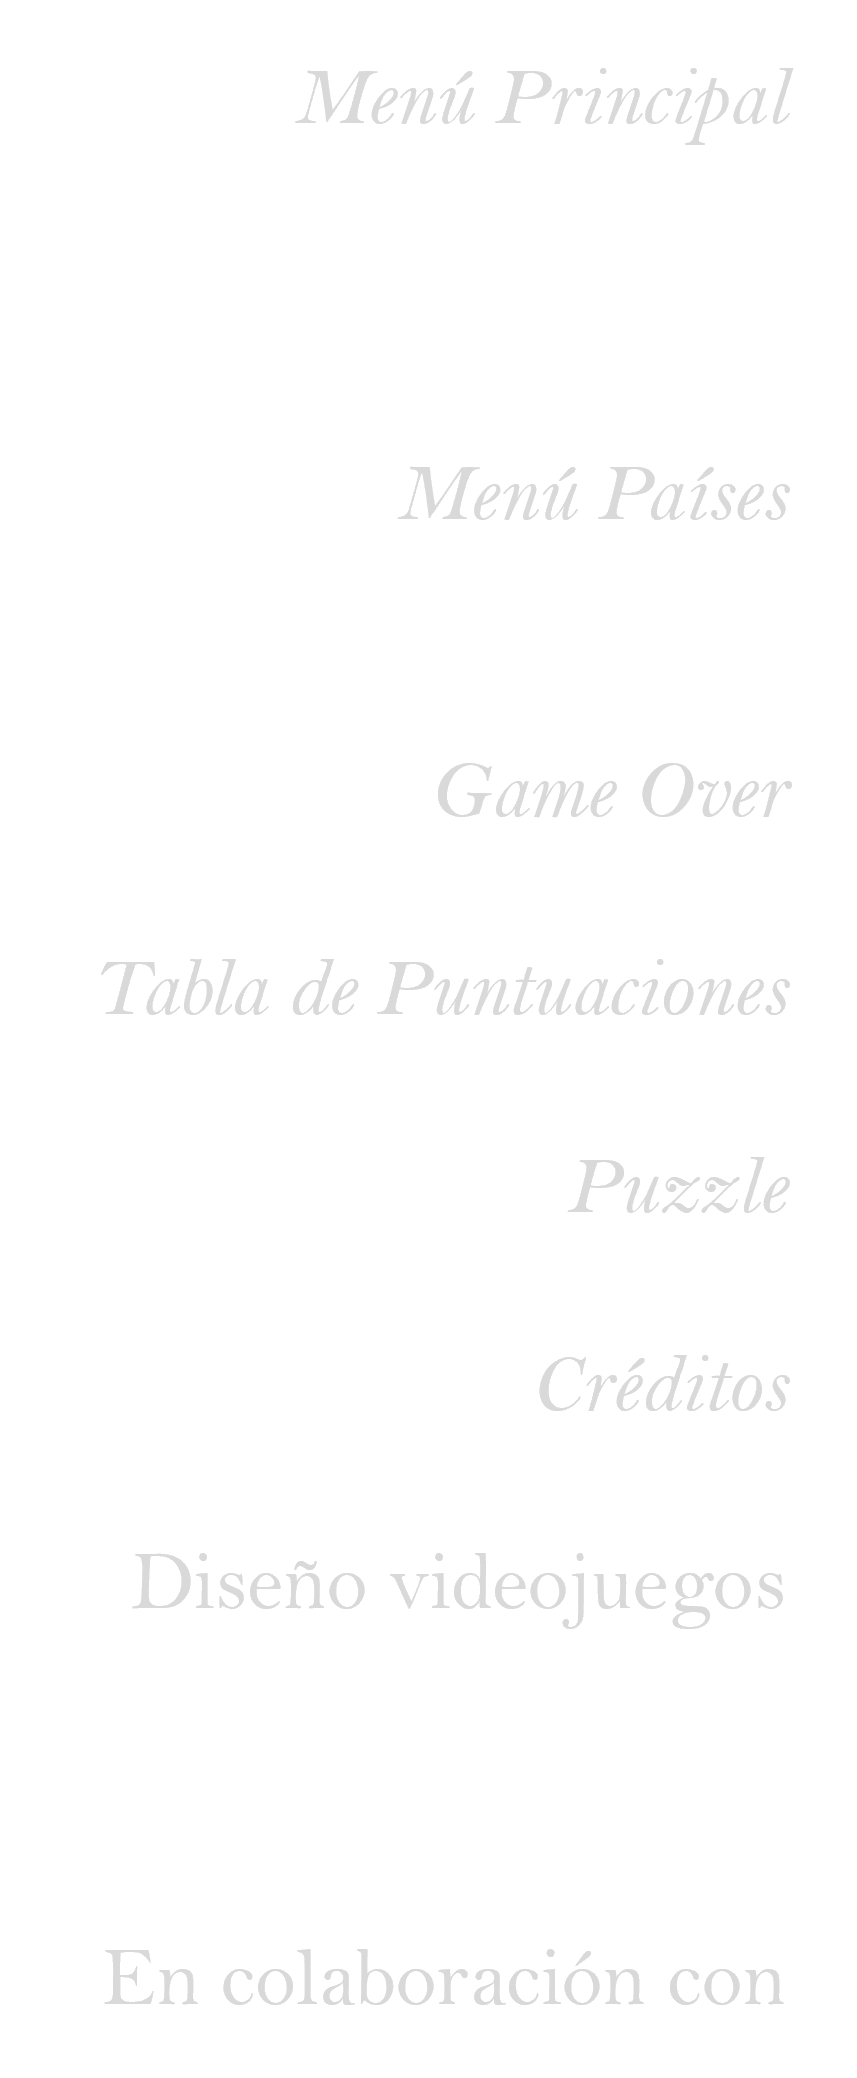 Menú Principal
Menú Países
Game Over
Tabla de Puntuaciones
Puzzle
Créditos
Diseño videojuegos
En colaboración con